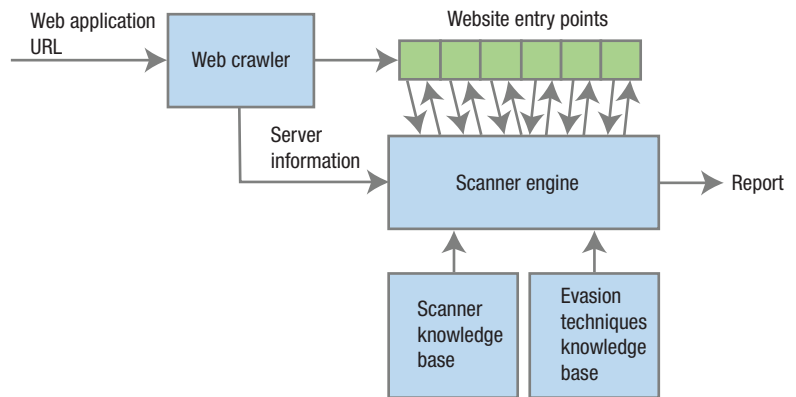 Web application
URL
Website entry points
Web crawler
Server
information
Scanner engine
Report
Scanner
knowledge
base
Evasion
techniques
knowledge
base